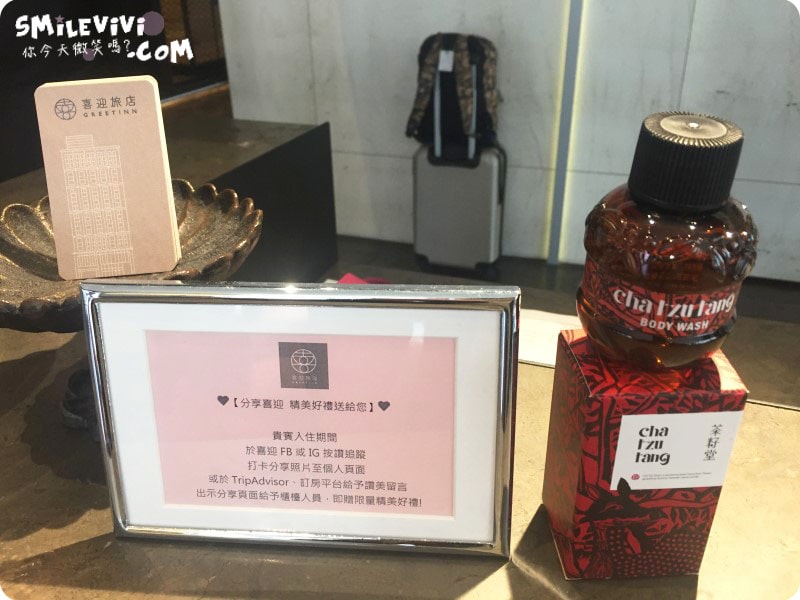 SMiLEViVi
你今天微笑嗎?
.COM
喜迎旅店
GREETINN
喜迎旅店
【分享喜迎 精美好禮送給您】
貴賓入住期間
於喜迎 FB 或 IG 按讚追蹤
打卡分享照片至個人頁面
或於 TripAdvisor、訂房平台給予讚美留言
出示分享頁面給予櫃檯人員，即贈限量精美好禮!
cha tzu tang
BODY WASH
cha
tzu
tang
茶籽堂